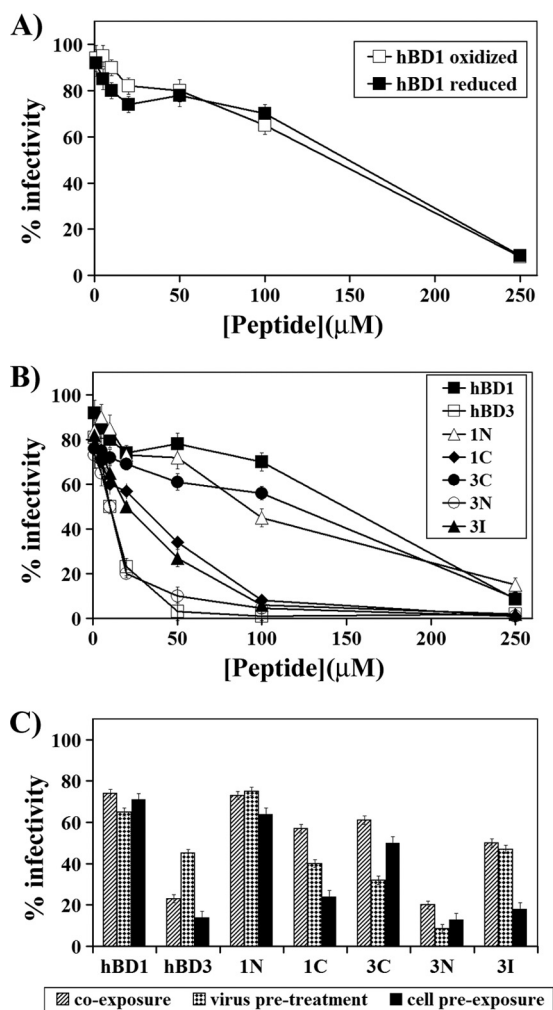 A)
100
80
60
40
20
0
% infectivity
hBD1 oxidized
hBD1 reduced
0 50 100 150 200 250
[Peptide](μM)
B)
100
80
60
40
20
0
% infectivity
hBD1
hBD3
1N
1C
3C
3N
3I
0 50 100 150 200 250
[Peptide](μM)
C)
100
80
60
40
20
0
% infectivity
hBD1 hBD3 1N 1C 3C 3N 3I
co-exposure virus pre-treatment cell pre-exposure